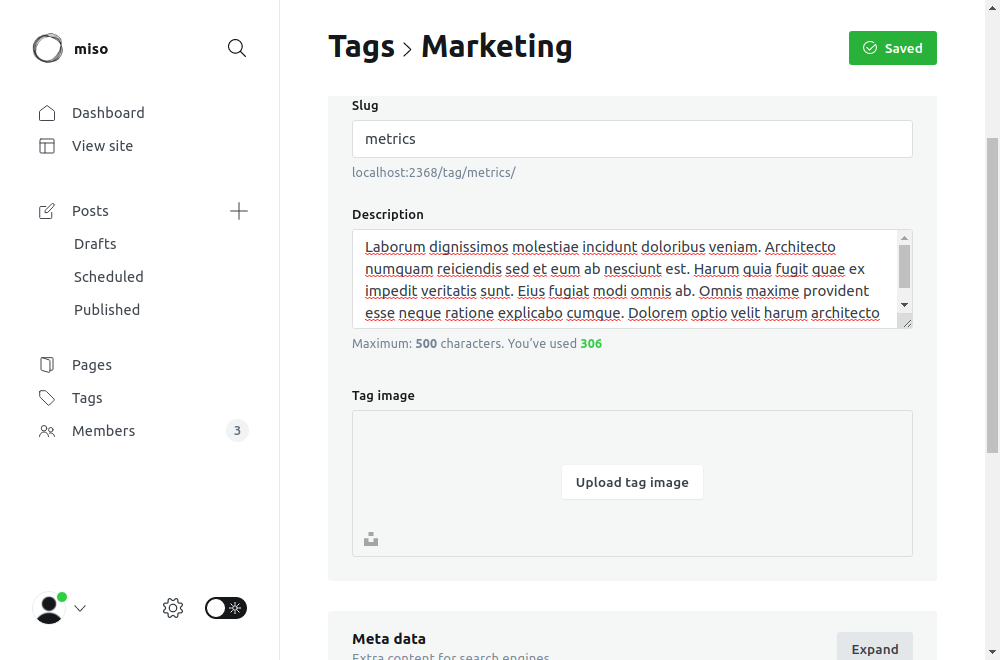 miso
Dashboard
View site
Posts
Drafts
Scheduled
Published
Pages
Tags
Members
3
Tags > Marketing
Saved
Slug
metrics
localhost:2368/tag/metrics/
Description
Laborum dignissimos molestiae incidunt doloribus veniam. Architecto
numquam reiciendis sed et eum ab nesciunt est. Harum quia fugit quae ex
impedit veritatis sunt. Eius fugiat modi omnis ab. Omnis maxime provident
esse neque ratione explicabo cumque. Dolorem optio velit harum architecto
Maximum: 500 characters. You've used 306
Tag image
Upload tag image
Meta data
Extra content for search engines
Expand